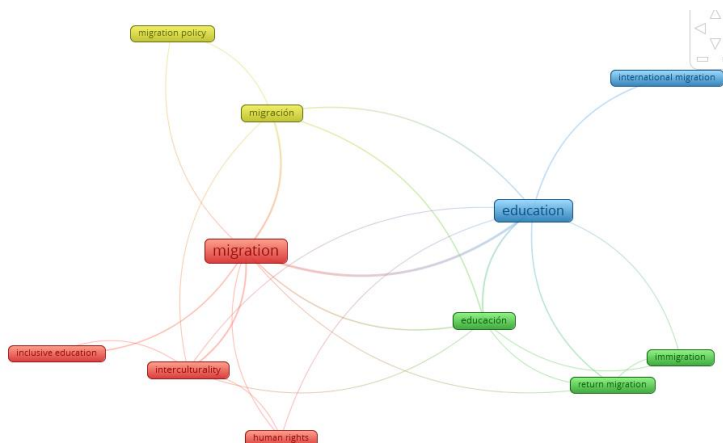 migration policy
international migration
migración
education
migration
educación
inclusive education
immigration
interculturality
return migration
human rights